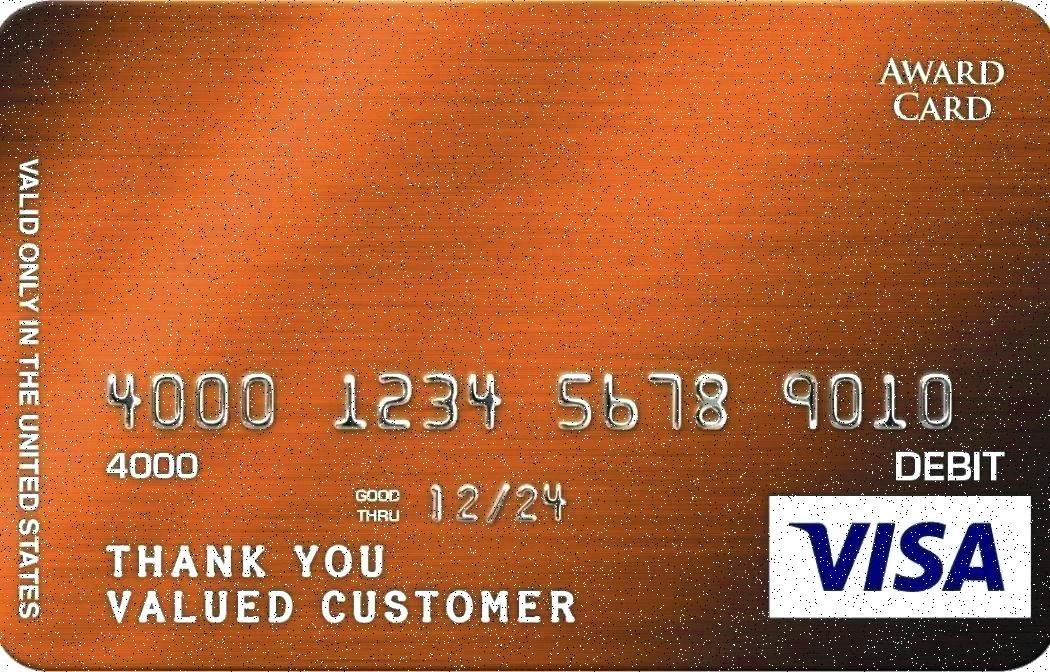 AWARD
CARD
VALID ONLY IN THE UNITED STATES
4000 1234 5678 9010
4000
DEBIT
GOOD
THRU 12/24
THANK YOU
VALUED CUSTOMER
VISA